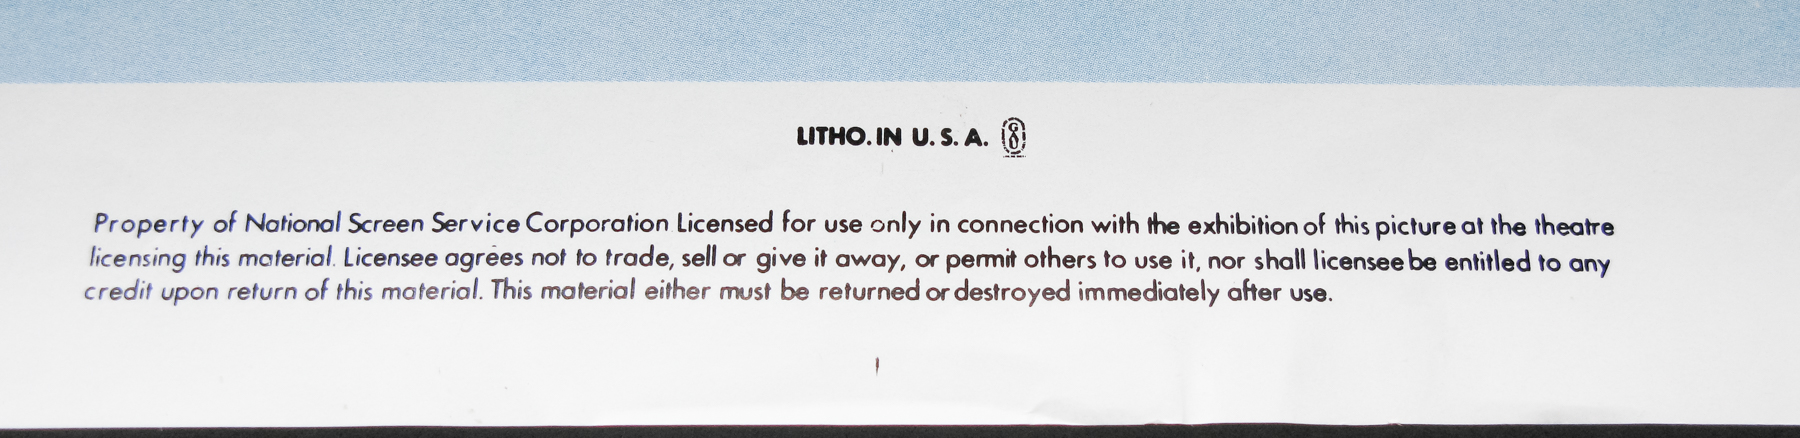 LITHO. IN U. S. A. GAU
Property of National Screen Service Corporation Licensed for use only in connection with the exhibition of this picture at the theatre
licensing this material. Licensee agrees not to trade, sell or give it away, or permit others to use it, nor shall licensee be entitled to any
credit upon return of this material. This material either must be returned or destroyed immediately after use.